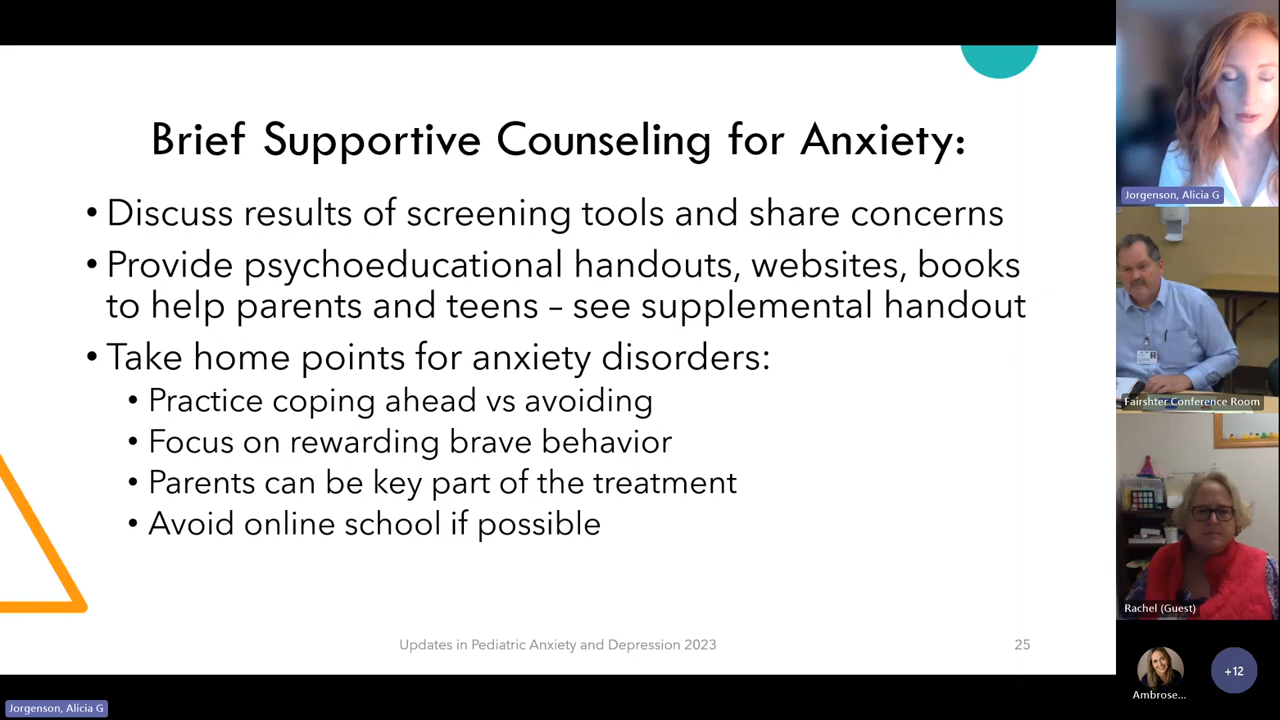 Brief Supportive Counseling for Anxiety:
• Discuss results of screening tools and share concerns
• Provide psychoeducational handouts, websites, books
to help parents and teens – see supplemental handout
• Take home points for anxiety disorders:
• Practice coping ahead vs avoiding
• Focus on rewarding brave behavior
• Parents can be key part of the treatment
• Avoid online school if possible
Updates in Pediatric Anxiety and Depression 2023
25
Jorgenson, Alicia G
Fairshter Conference Room
Rachel (Guest)
Ambrose...
+12
Jorgenson, Alicia G